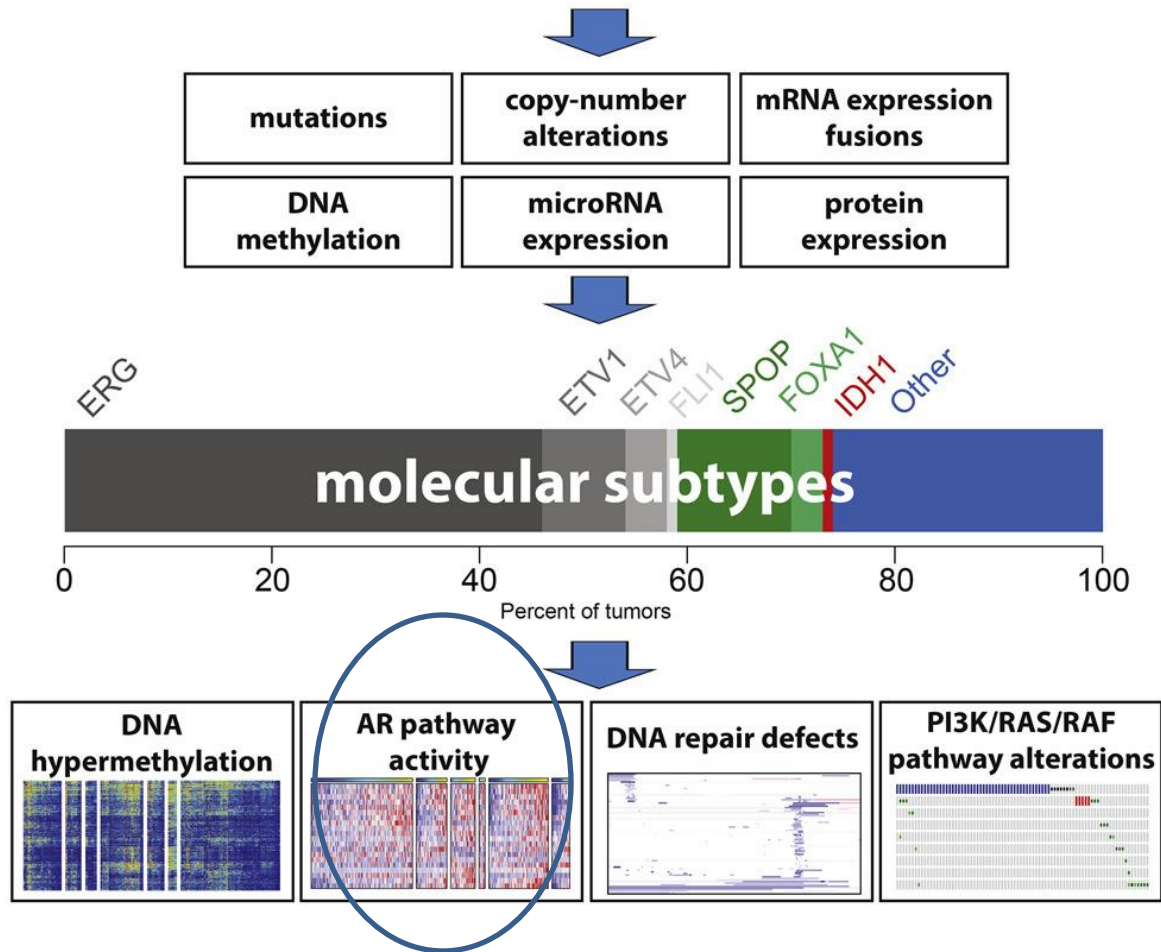 mutations
copy-number
alterations
mRNA expression
fusions
DNA
methylation
microRNA
expression
protein
expression
ERG
ETV1
ETV4
FLI1
SPOP
FOXA1
IDH1
Other
molecular subtypes
0 20 40 60 80 100
Percent of tumors
DNA
hypermethylation
AR pathway
activity
DNA repair defects
PI3K/RAS/RAF
pathway alterations